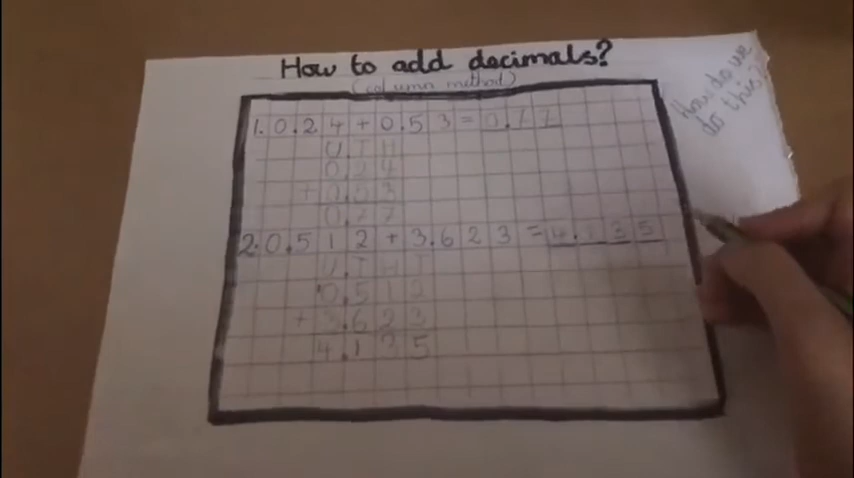 How to add decimals?
(column method)
How do we
do this?
1. 0.24 + 0.53 = 0.77
U.TH
0.24
+ 0.53
0.77
2. 0.512 + 3.623 = 4.135
U.THT
0.512
+ 3.623
4.135